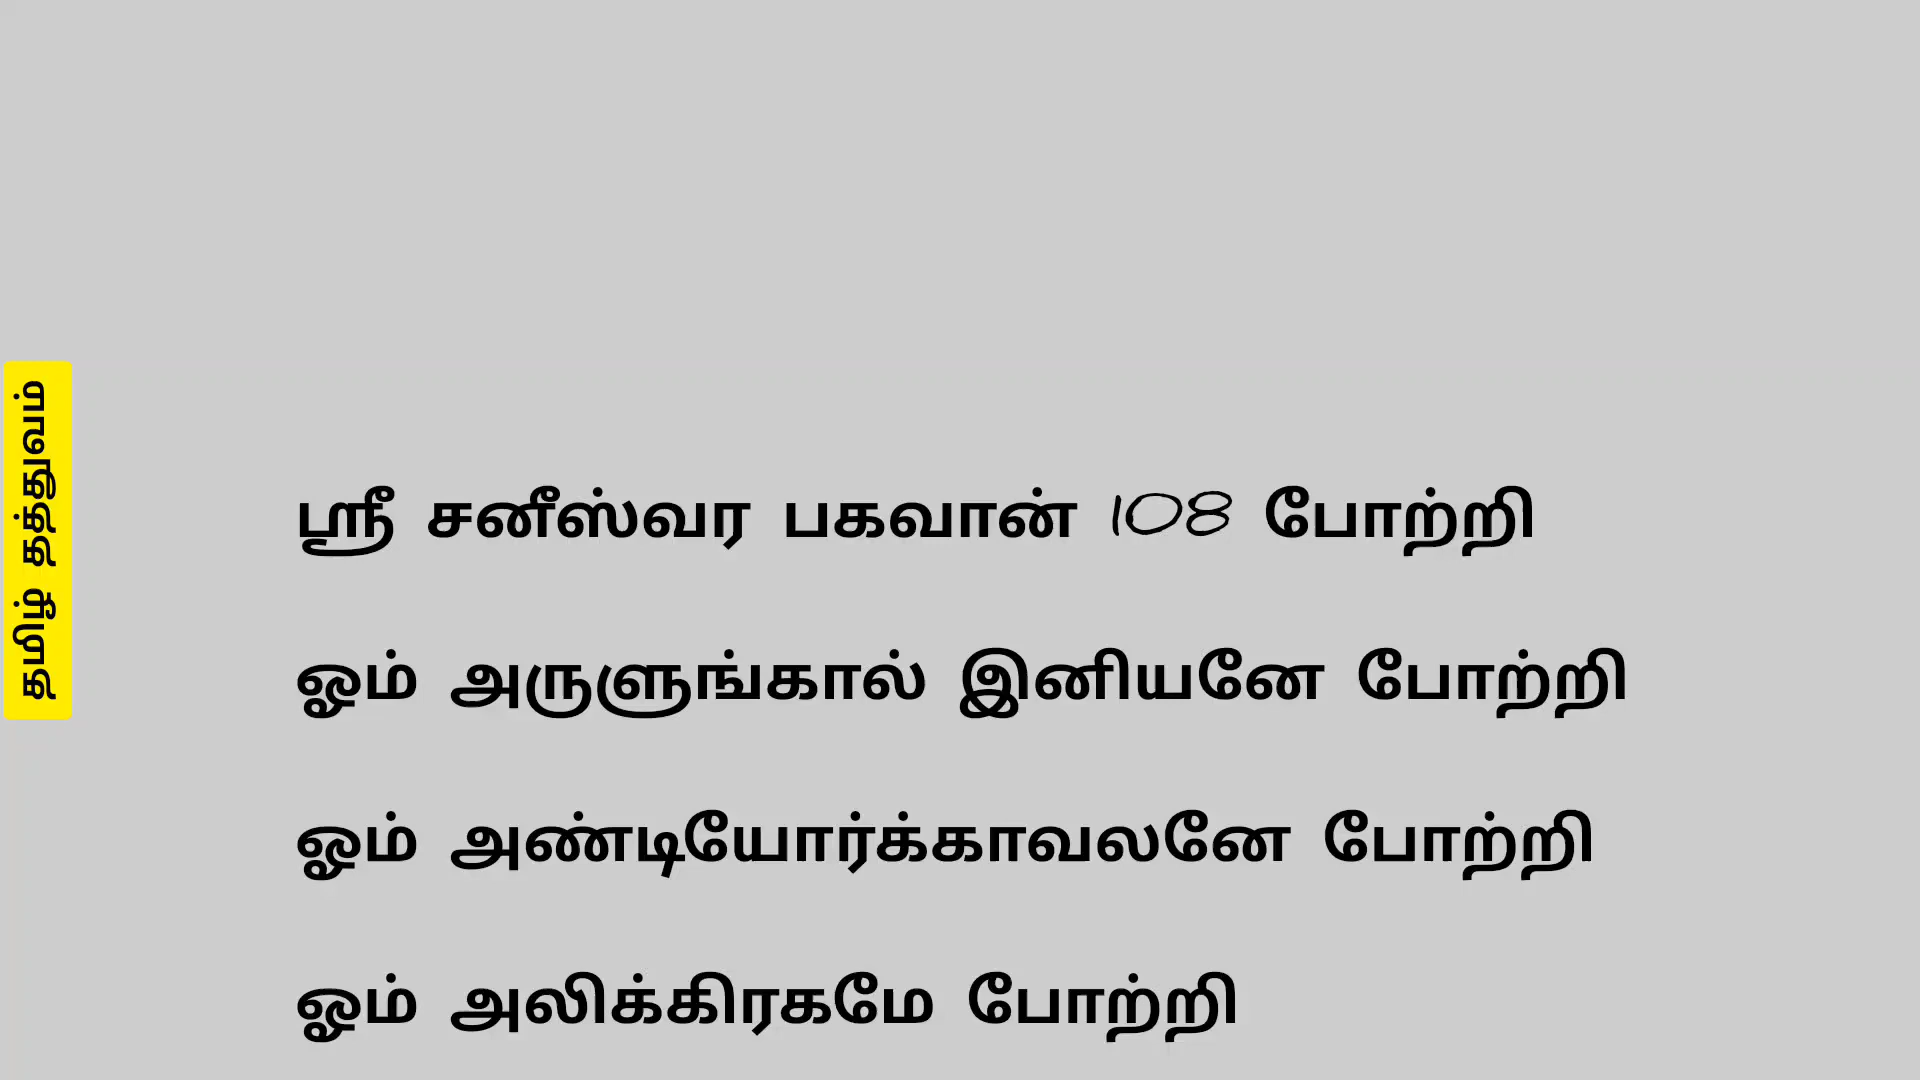 தமிழ் தத்துவம்
ஸ்ரீ சனீஸ்வர பகவான் 108 போற்றி
ஓம் அருளுங்கால் இனியனே போற்றி
ஓம் அண்டியோர்க்காவலனே போற்றி
ஓம் அலிக்கிரகமே போற்றி